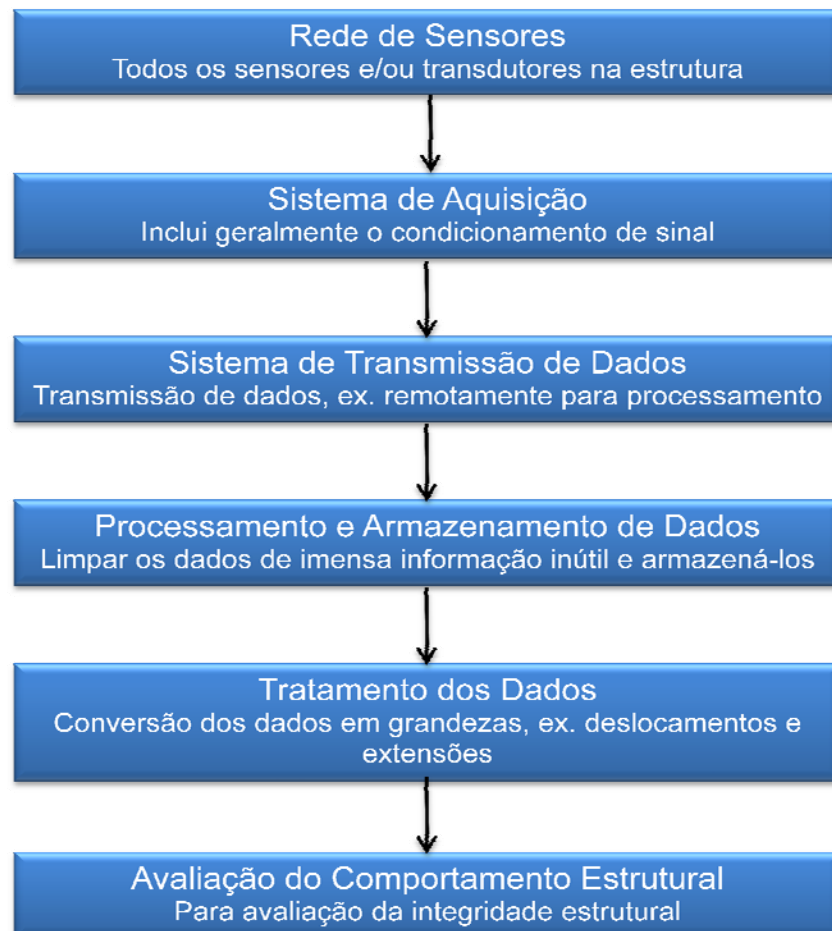 Rede de Sensores
Todos os sensores e/ou transdutores na estrutura
Sistema de Aquisição
Inclui geralmente o condicionamento de sinal
Sistema de Transmissão de Dados
Transmissão de dados, ex. remotamente para processamento
Processamento e Armazenamento de Dados
Limpar os dados de imensa informação inútil e armazená-los
Tratamento dos Dados
Conversão dos dados em grandezas, ex. deslocamentos e
extensões
Avaliação do Comportamento Estrutural
Para avaliação da integridade estrutural